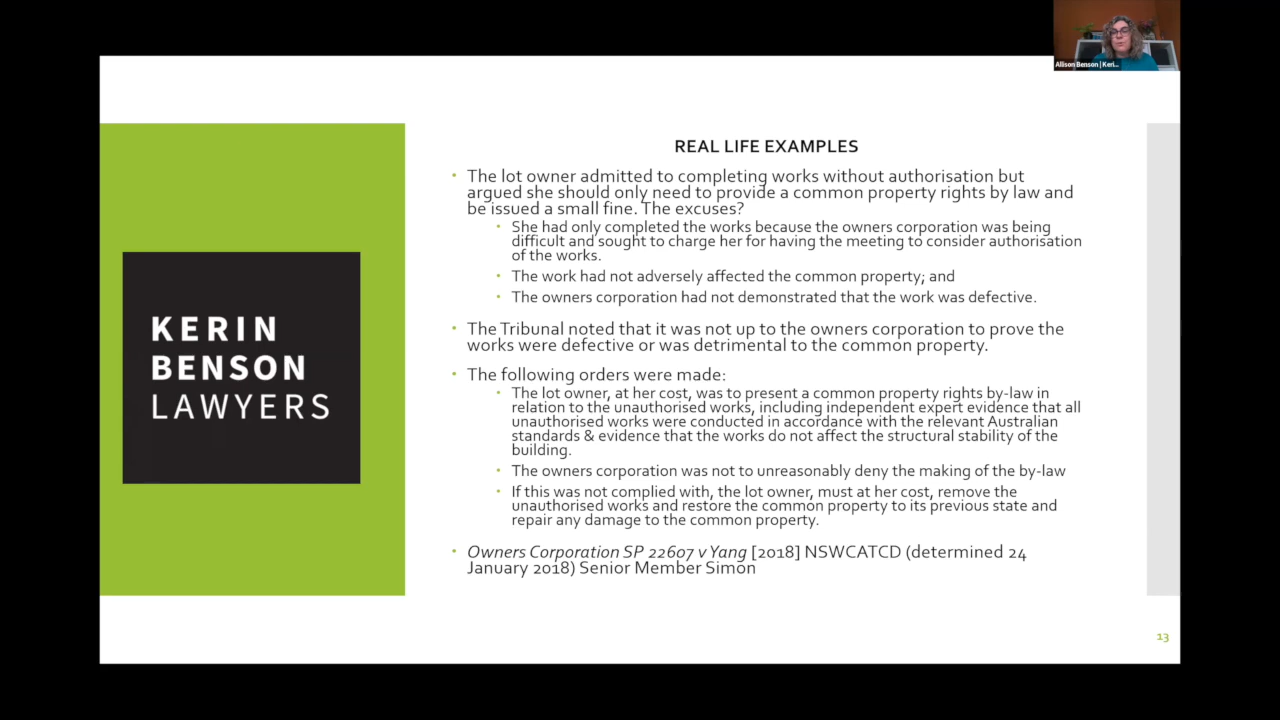 Allison Benson | Keri...
KERIN
BENSON
LAWYERS
REAL LIFE EXAMPLES
• The lot owner admitted to completing works without authorisation but
argued she should only need to provide a common property rights by law and
be issued a small fine. The excuses?
• She had only completed the works because the owners corporation was being
difficult and sought to charge her for having the meeting to consider authorisation
of the works.
• The work had not adversely affected the common property; and
• The owners corporation had not demonstrated that the work was defective.
• The Tribunal noted that it was not up to the owners corporation to prove the
works were defective or was detrimental to the common property.
• The following orders were made:
• The lot owner, at her cost, was to present a common property rights by-law in
relation to the unauthorised works, including independent expert evidence that all
unauthorised works were conducted in accordance with the relevant Australian
standards & evidence that the works do not affect the structural stability of the
building.
• The owners corporation was not to unreasonably deny the making of the by-law
• If this was not complied with, the lot owner, must at her cost, remove the
unauthorised works and restore the common property to its previous state and
repair any damage to the common property.
• Owners Corporation SP 22607 v Yang [2018] NSWCATCD (determined 24
January 2018) Senior Member Simon
13